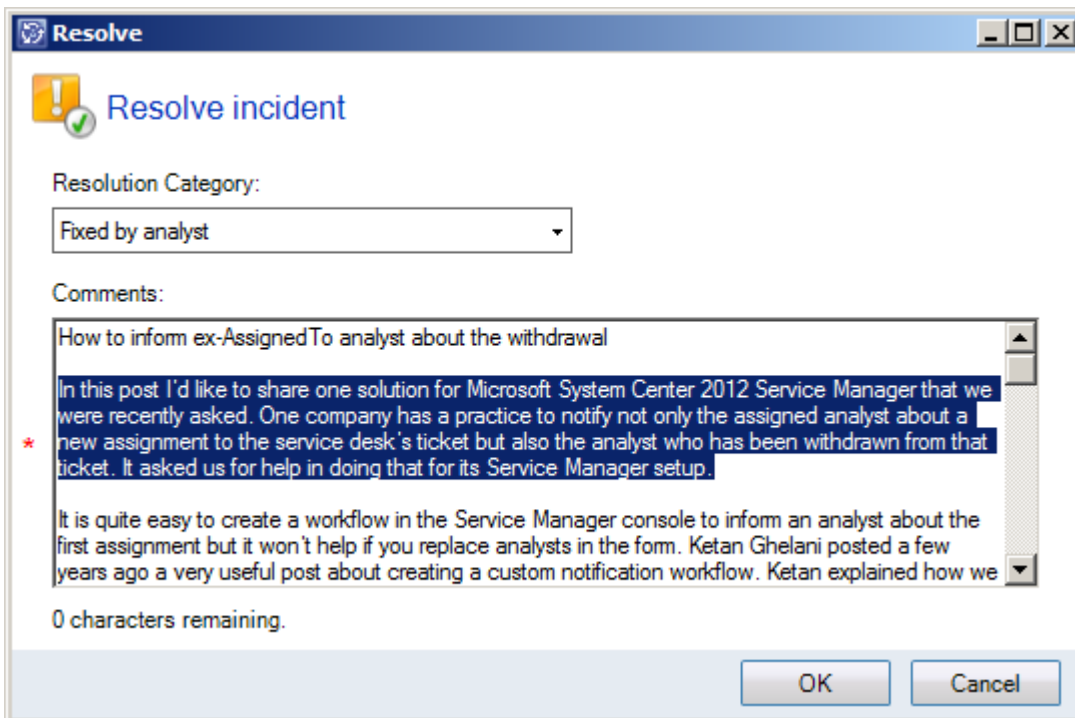 Resolve
Resolve incident
Resolution Category:
Fixed by analyst
Comments:
How to inform ex-AssignedTo analyst about the withdrawal
In this post I'd like to share one solution for Microsoft System Center 2012 Service Manager that we
were recently asked. One company has a practice to notify not only the assigned analyst about a
* new assignment to the service desk's ticket but also the analyst who has been withdrawn from that
ticket. It asked us for help in doing that for its Service Manager setup.
It is quite easy to create a workflow in the Service Manager console to inform an analyst about the
first assignment but it won't help if you replace analysts in the form. Ketan Ghelani posted a few
years ago a very useful post about creating a custom notification workflow. Ketan explained how we
0 characters remaining.
OK Cancel